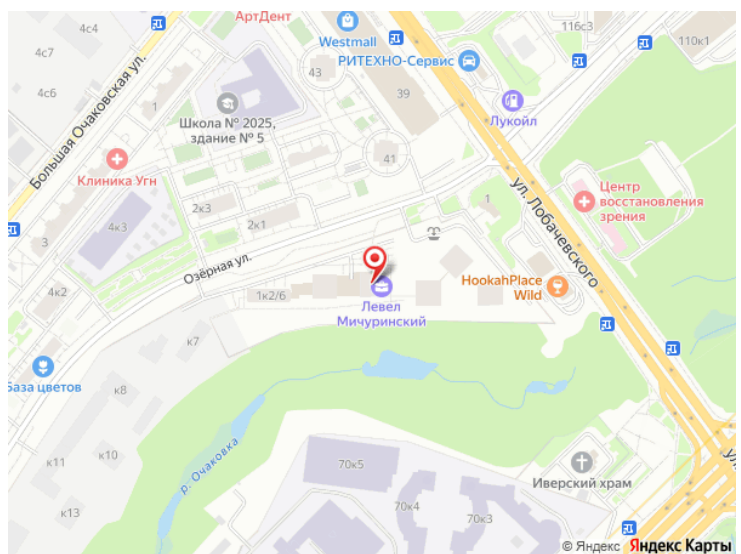 АртДент
4с4
Westmall
116с3
110к1
РИТЕХНО-Сервис
4с7
4с6
43
39
Лукойл
1
Школа № 2025,
здание № 5
Большая Очаковская ул.
41
Клиника Угн
ул. Лобачевского
Центр
восстановления
зрения
2к3
2к1
1
4к3
3
Озёрная ул.
HookahPlace
Wild
4к2
1к2/6
Левел
Мичуринский
к7
База цветов
к8
р. Очаковка
к10
к11
70к5
Иверский храм
к13
70к4
70к3
ул.
© Яндекс Яндекс Карты